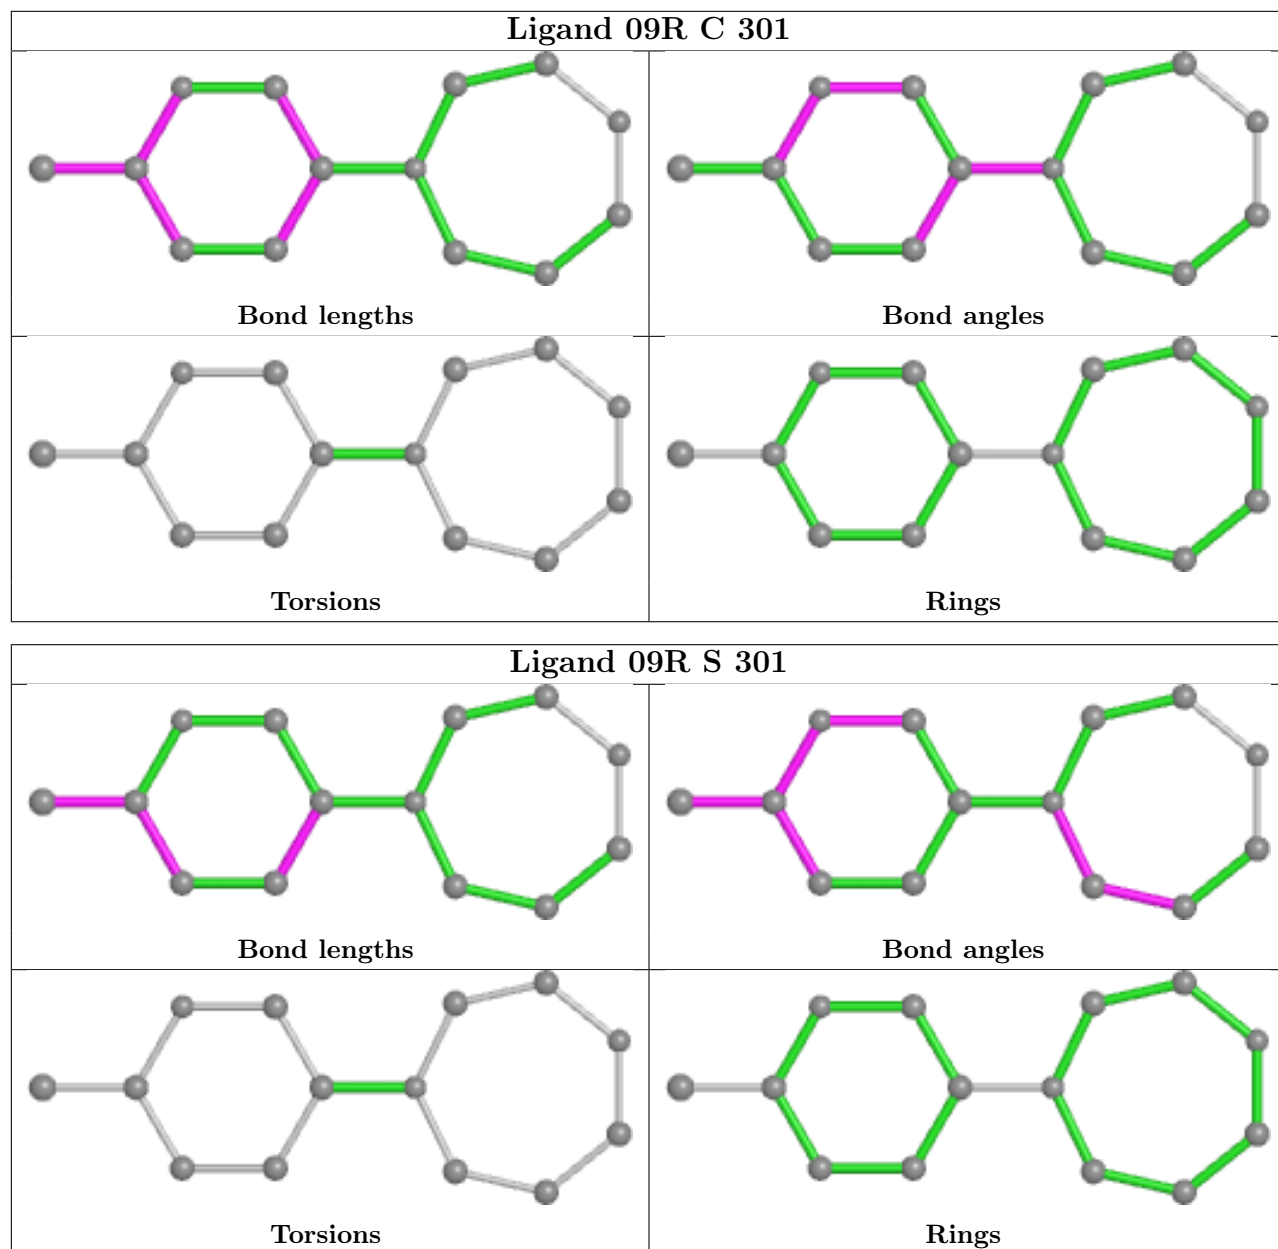 Ligand 09R C 301
Bond lengths
Bond angles
Torsions
Rings
Ligand 09R S 301
Bond lengths
Bond angles
Torsions
Rings